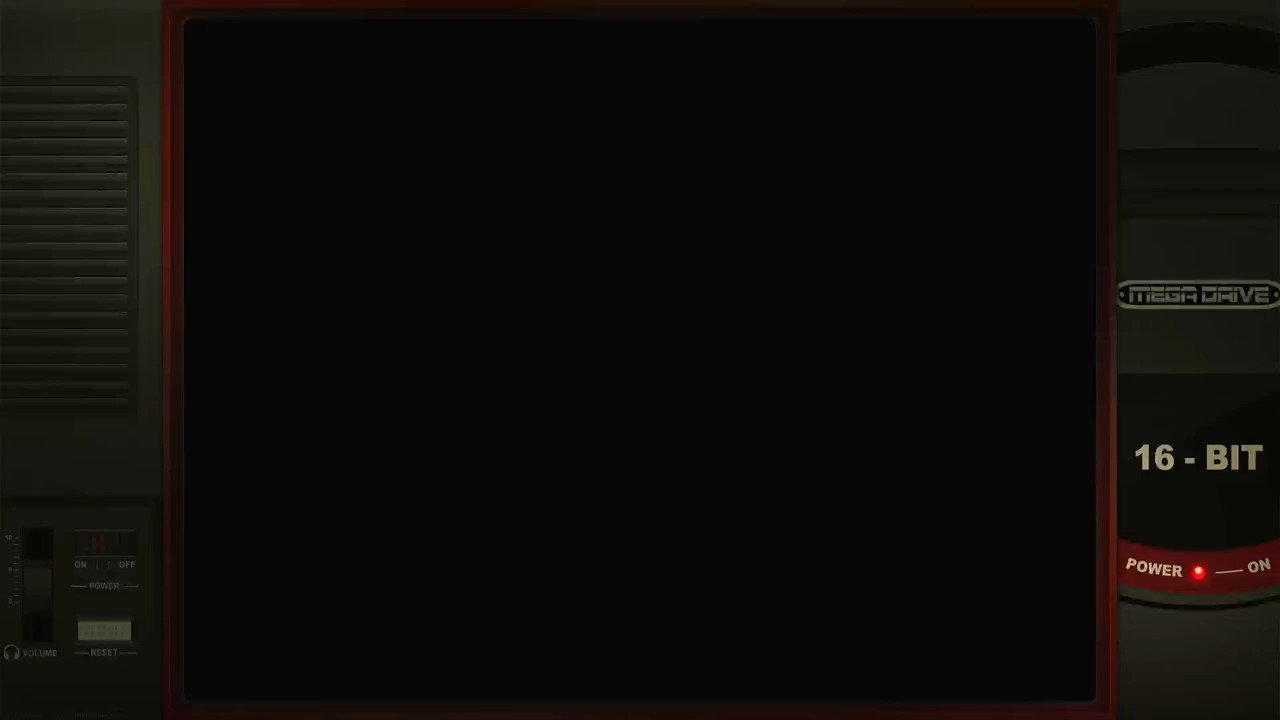 MEGA DRIVE
16 - BIT
POWER
ON
ON
OFF
POWER
VOLUME
RESET